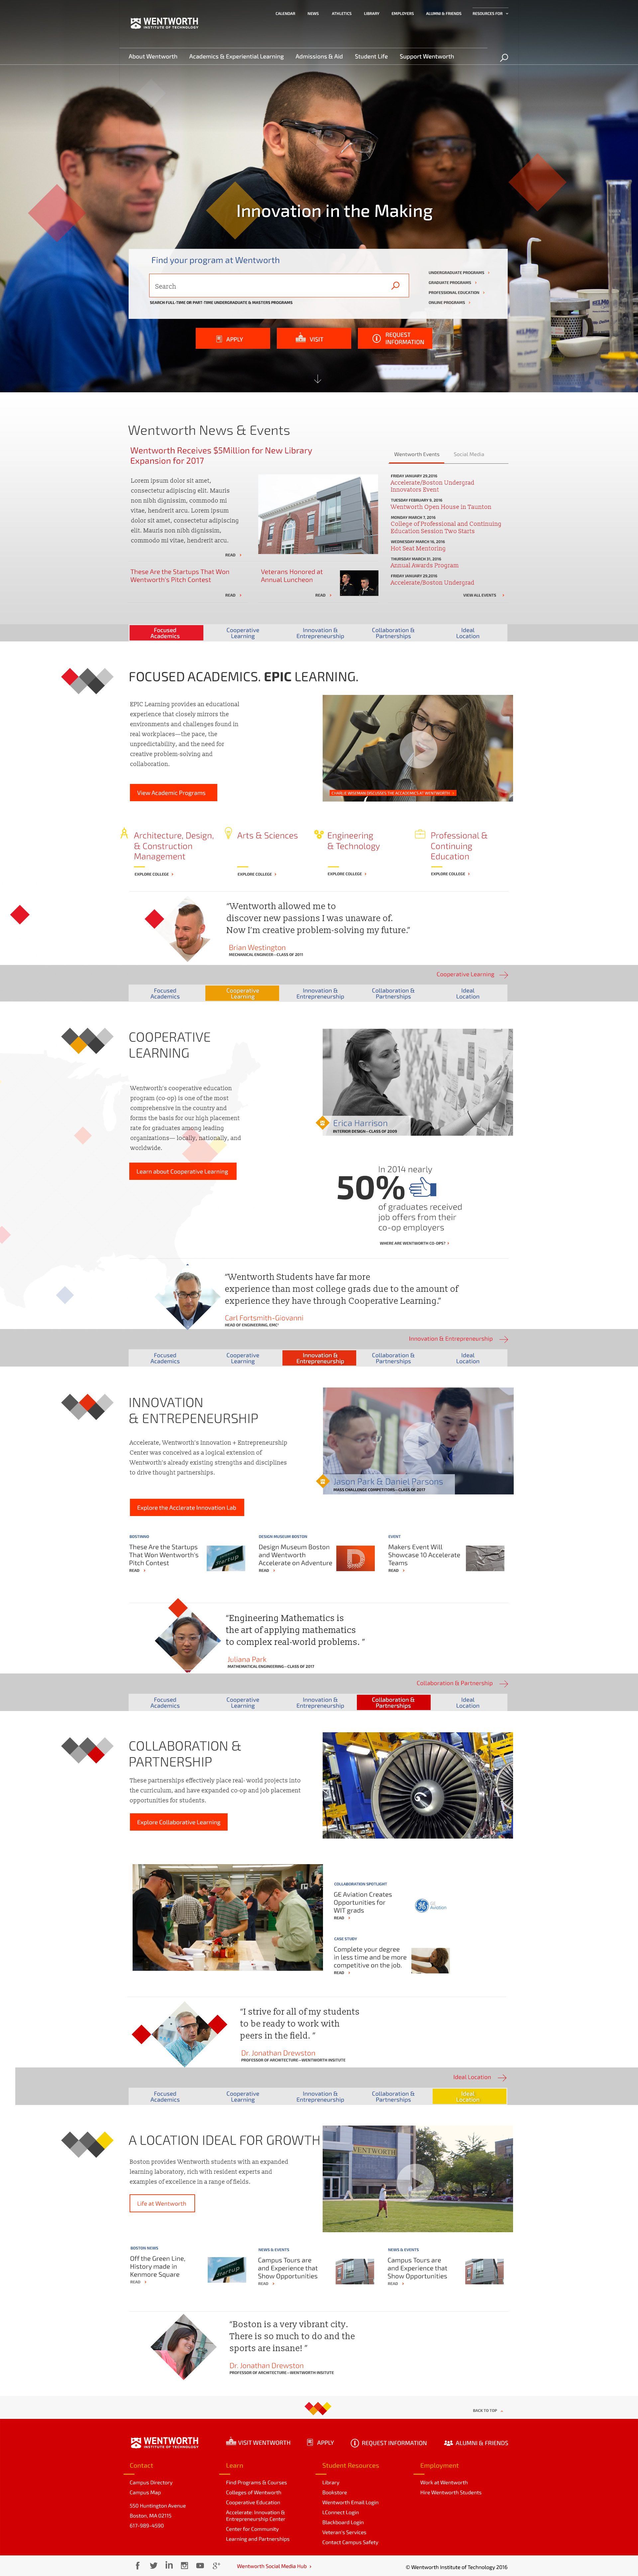 WENTWORTH
INSTITUTE OF TECHNOLOGY
CALENDAR NEWS ATHLETICS LIBRARY EMPLOYERS ALUMNI & FRIENDS RESOURCES FOR
About Wentworth Academics & Experiential Learning Admissions & Aid Student Life Support Wentworth
Innovation in the Making
Find your program at Wentworth
Search
SEARCH FULL-TIME OR PART-TIME UNDERGRADUATE & MASTERS PROGRAMS
UNDERGRADUATE PROGRAMS
GRADUATE PROGRAMS
PROFESSIONAL EDUCATION
ONLINE PROGRAMS
APPLY
VISIT
REQUEST
INFORMATION
Wentworth News & Events
Wentworth Receives $5Million for New Library
Expansion for 2017
Lorem ipsum dolor sit amet,
consectetur adipiscing elit. Mauris
non nibh dignissim, commodo mi
vitae, hendrerit arcu. Lorem ipsum
dolor sit amet, consectetur adipiscing
elit. Mauris non nibh dignissim,
commodo mi vitae, hendrerit arcu.
READ
These Are the Startups That Won
Wentworth's Pitch Contest
READ
Veterans Honored at
Annual Luncheon
READ
Wentworth Events Social Media
FRIDAY JANUARY 29,2016
Accelerate/Boston Undergrad
Innovators Event
TUESDAY FEBRUARY 9, 2016
Wentworth Open House in Taunton
MONDAY MARCH 7, 2016
College of Professional and Continuing
Education Session Two Starts
WEDNESDAY MARCH 16, 2016
Hot Seat Mentoring
THURSDAY MARCH 31, 2016
Annual Awards Program
FRIDAY JANUARY 29,2016
Accelerate/Boston Undergrad
VIEW ALL EVENTS
Focused
Academics
Cooperative
Learning
Innovation &
Entrepreneurship
Collaboration &
Partnerships
Ideal
Location
FOCUSED ACADEMICS. EPIC LEARNING.
EPIC Learning provides an educational
experience that closely mirrors the
environments and challenges found in
real workplaces—the pace, the
unpredictability, and the need for
creative problem-solving and
collaboration.
View Academic Programs
CHARLIE WISEMAN DISCUSSES THE ACCADEMICS AT WENTWORTH
Architecture, Design,
& Construction
Management
EXPLORE COLLEGE
Arts & Sciences
EXPLORE COLLEGE
Engineering
& Technology
EXPLORE COLLEGE
Professional &
Continuing
Education
EXPLORE COLLEGE
"Wentworth allowed me to
discover new passions I was unaware of.
Now I'm creative problem-solving my future."
Brian Westington
MECHANICAL ENGINEER - CLASS OF 2011
Cooperative Learning
Focused
Academics
Cooperative
Learning
Innovation &
Entrepreneurship
Collaboration &
Partnerships
Ideal
Location
COOPERATIVE
LEARNING
Wentworth's cooperative education
program (co-op) is one of the most
comprehensive in the country and
forms the basis for our high placement
rate for graduates among leading
organizations— locally, nationally, and
worldwide.
Learn about Cooperative Learning
Erica Harrison
INTERIOR DESIGN - CLASS OF 2009
In 2014 nearly
50%
of graduates received
job offers from their
co-op employers
WHERE ARE WENTWORTH CO-OPS?
"Wentworth Students have far more
experience than most college grads due to the amount of
experience they have through Cooperative Learning."
Carl Fortsmith-Giovanni
HEAD OF ENGINEERING, EMC²
Innovation & Entrepreneurship
Focused
Academics
Cooperative
Learning
Innovation &
Entrepreneurship
Collaboration &
Partnerships
Ideal
Location
INNOVATION
& ENTREPENEURSHIP
Accelerate, Wentworth's Innovation + Entrepreneurship
Center was conceived as a logical extension of
Wentworth's already existing strengths and disciplines
to drive thought partnerships.
Explore the Acclerate Innovation Lab
Jason Park & Daniel Parsons
MASS CHALLENGE COMPETITORS - CLASS OF 2017
BOSTINNO
These Are the Startups
That Won Wentworth's
Pitch Contest
READ
Startup
DESIGN MUSEUM BOSTON
Design Museum Boston
and Wentworth
Accelerate on Adventure
READ
D
EVENT
Makers Event Will
Showcase 10 Accelerate
Teams
READ
"Engineering Mathematics is
the art of applying mathematics
to complex real-world problems. "
Juliana Park
MATHEMATICAL ENGINEERING - CLASS OF 2017
Collaboration & Partnership
Focused
Academics
Cooperative
Learning
Innovation &
Entrepreneurship
Collaboration &
Partnerships
Ideal
Location
COLLABORATION &
PARTNERSHIP
These partnerships effectively place real- world projects into
the curriculum, and have expanded co-op and job placement
opportunities for students.
Explore Collaborative Learning
COLLABORATION SPOTLIGHT
GE Aviation Creates
Opportunities for
WIT grads
READ
Aviation
CASE STUDY
Complete your degree
in less time and be more
competitive on the job.
READ
"I strive for all of my students
to be ready to work with
peers in the field. "
Dr. Jonathan Drewston
PROFESSOR OF ARCHITECTURE - WENTWORTH INSITUTE
Ideal Location
Focused
Academics
Cooperative
Learning
Innovation &
Entrepreneurship
Collaboration &
Partnerships
Ideal
Location
A LOCATION IDEAL FOR GROWTH
Boston provides Wentworth students with an expanded
learning laboratory, rich with resident experts and
examples of excellence in a range of fields.
Life at Wentworth
WENTWORTH
BOSTON NEWS
Off the Green Line,
History made in
Kenmore Square
READ
Startup
NEWS & EVENTS
Campus Tours are
and Experience that
Show Opportunities
READ
NEWS & EVENTS
Campus Tours are
and Experience that
Show Opportunities
READ
"Boston is a very vibrant city.
There is so much to do and the
sports are insane! "
Dr. Jonathan Drewston
PROFESSOR OF ARCHITECTURE - WENTWORTH INSITUTE
BACK TO TOP
WENTWORTH
INSTITUTE OF TECHNOLOGY
VISIT WENTWORTH APPLY REQUEST INFORMATION ALUMNI & FRIENDS
Contact
Campus Directory
Campus Map
550 Huntington Avenue
Boston, MA 02115
617-989-4590
Learn
Find Programs & Courses
Colleges of Wentworth
Cooperative Education
Accelerate: Innovation &
Entrepreneurship Center
Center for Community
Learning and Partnerships
Student Resources
Library
Bookstore
Wentworth Email Login
LConnect Login
Blackboard Login
Veteran's Services
Contact Campus Safety
Employment
Work at Wentworth
Hire Wentworth Students
Wentworth Social Media Hub
© Wentworth Institute of Technology 2016